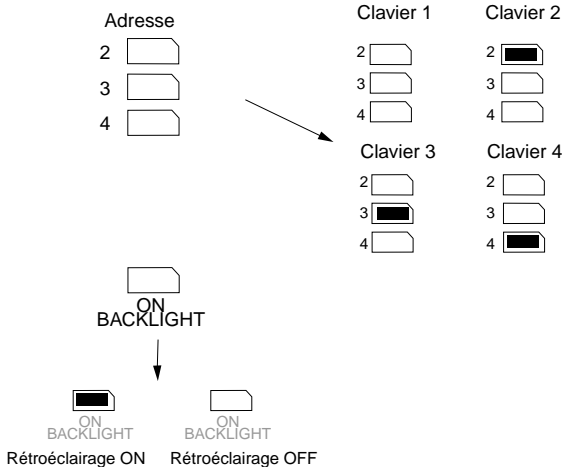 Adresse
2
3
4
Clavier 1
2
3
4
Clavier 2
2
3
4
Clavier 3
2
3
4
Clavier 4
2
3
4
ON
BACKLIGHT
ON
BACKLIGHT
Rétroéclairage ON
ON
BACKLIGHT
Rétroéclairage OFF